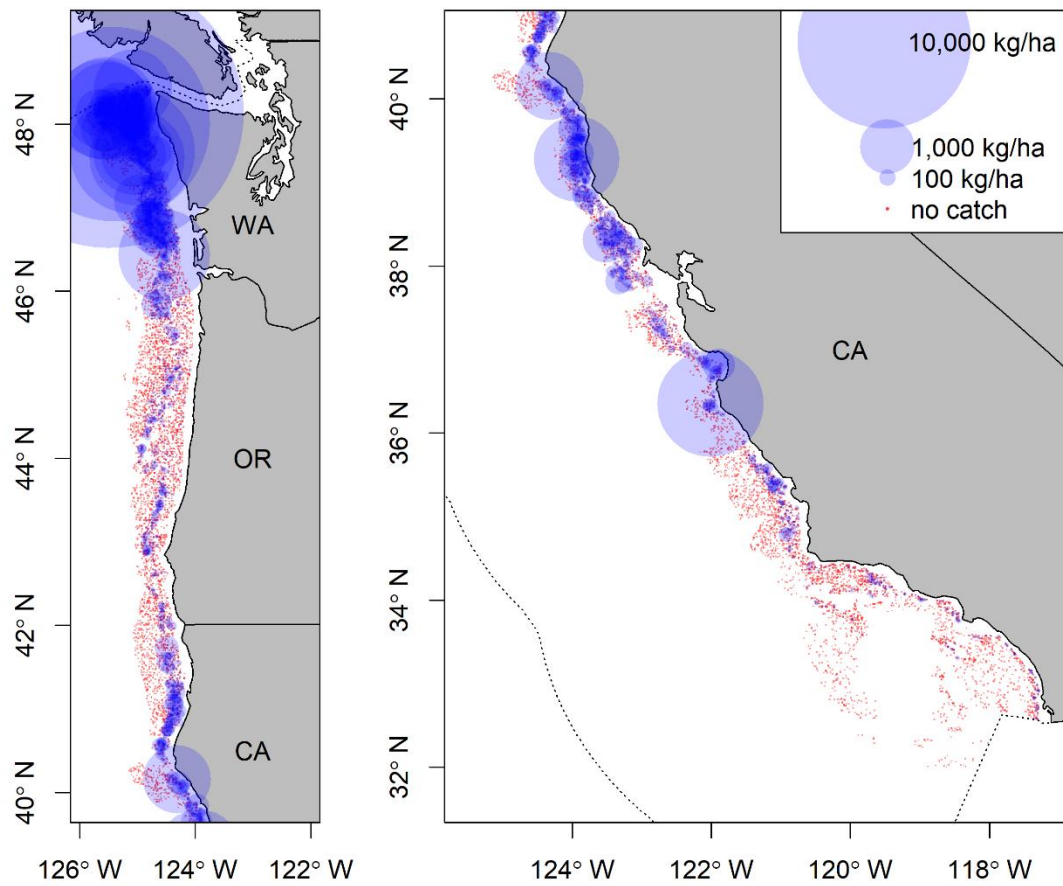 48° N
46° N
44° N
42° N
40° N
126° W
124° W
122° W
WA
OR
CA
40° N
38° N
36° N
34° N
32° N
124° W
122° W
120° W
118° W
CA
10,000 kg/ha
1,000 kg/ha
100 kg/ha
no catch